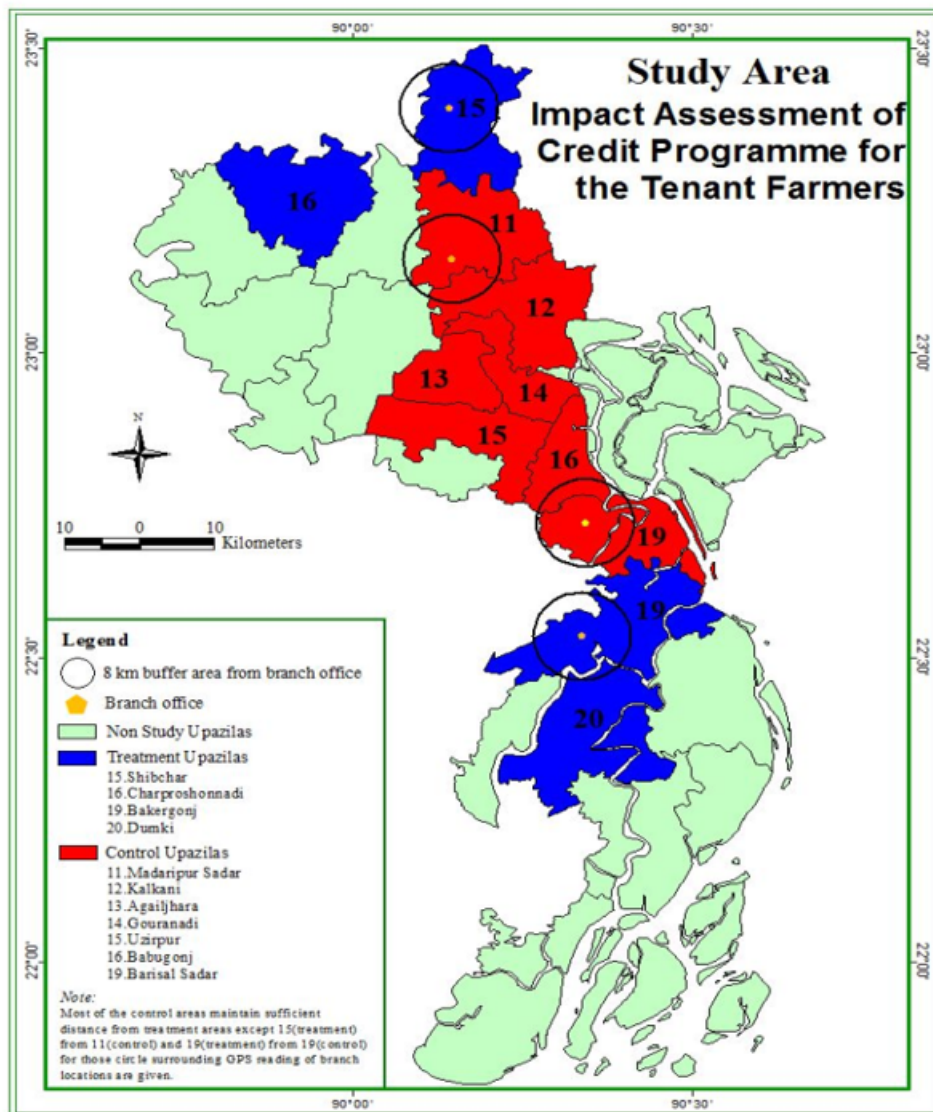 90°00'
90°30'
23°30'
23°30'
Study Area
Impact Assessment of
Credit Programme for
the Tenant Farmers
15
16
11
12
13
14
15
16
19
19
20
23°00'
23°00'
N
10 0 10
Kilometers
22°30'
22°30'
22°00'
22°00'
Legend
8 km buffer area from branch office
Branch office
Non Study Upazilas
Treatment Upazilas
15.Shibchar
16.Charproshonnadi
19.Bakergonj
20.Dumki
Control Upazilas
11.Madaripur Sadar
12.Kalkani
13.Agailjhara
14.Gouranadi
15.Uzirpur
16.Babugonj
19.Barisal Sadar
Note:
Most of the control areas maintain sufficient
distance from treatment areas except 15(treatment)
from 11(control) and 19(treatment) from 19(control)
for those circle surrounding GPS reading of branch
locations are given.
90°00'
90°30'